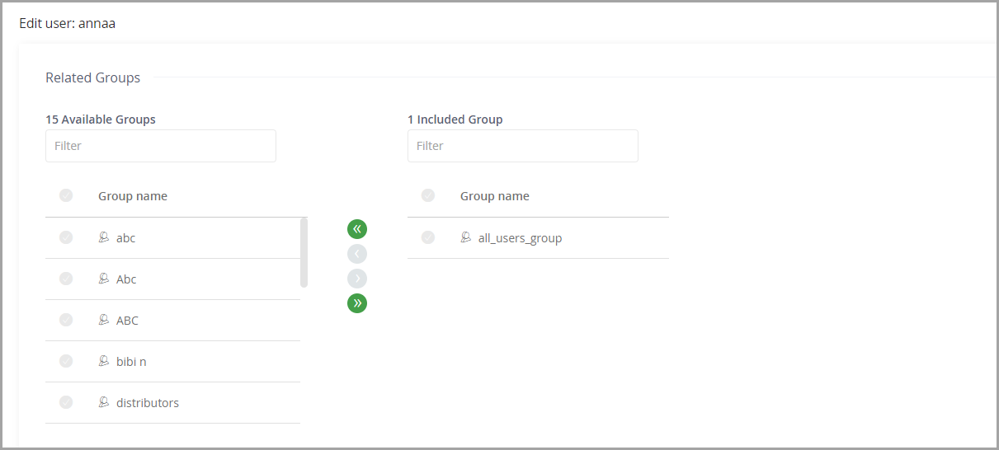 Edit user: annaa
Related Groups
15 Available Groups
Filter
Group name
abc
Abc
ABC
bibi n
distributors
1 Included Group
Filter
Group name
all_users_group